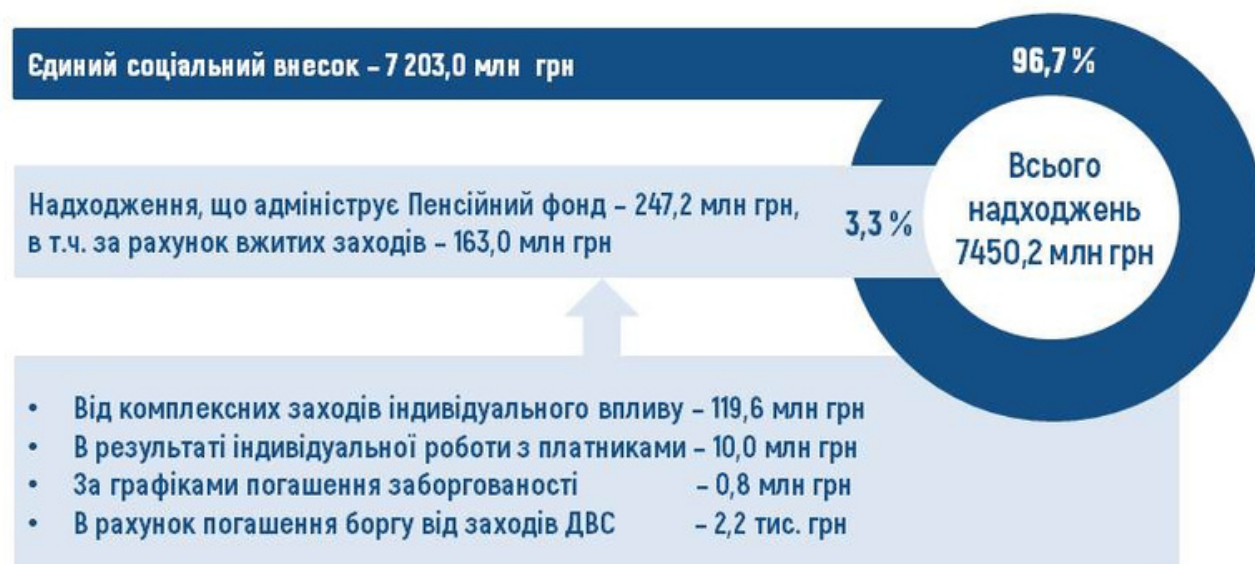 Єдиний соціальний внесок – 7 203,0 млн грн
96,7 %
Надходження, що адмініструє Пенсійний фонд – 247,2 млн грн,
в т.ч. за рахунок вжитих заходів – 163,0 млн грн
3,3 %
Всього
надходжень
7450,2 млн грн
• Від комплексних заходів індивідуального впливу – 119,6 млн грн
• В результаті індивідуальної роботи з платниками – 10,0 млн грн
• За графіками погашення заборгованості – 0,8 млн грн
• В рахунок погашення боргу від заходів ДВС – 2,2 тис. грн